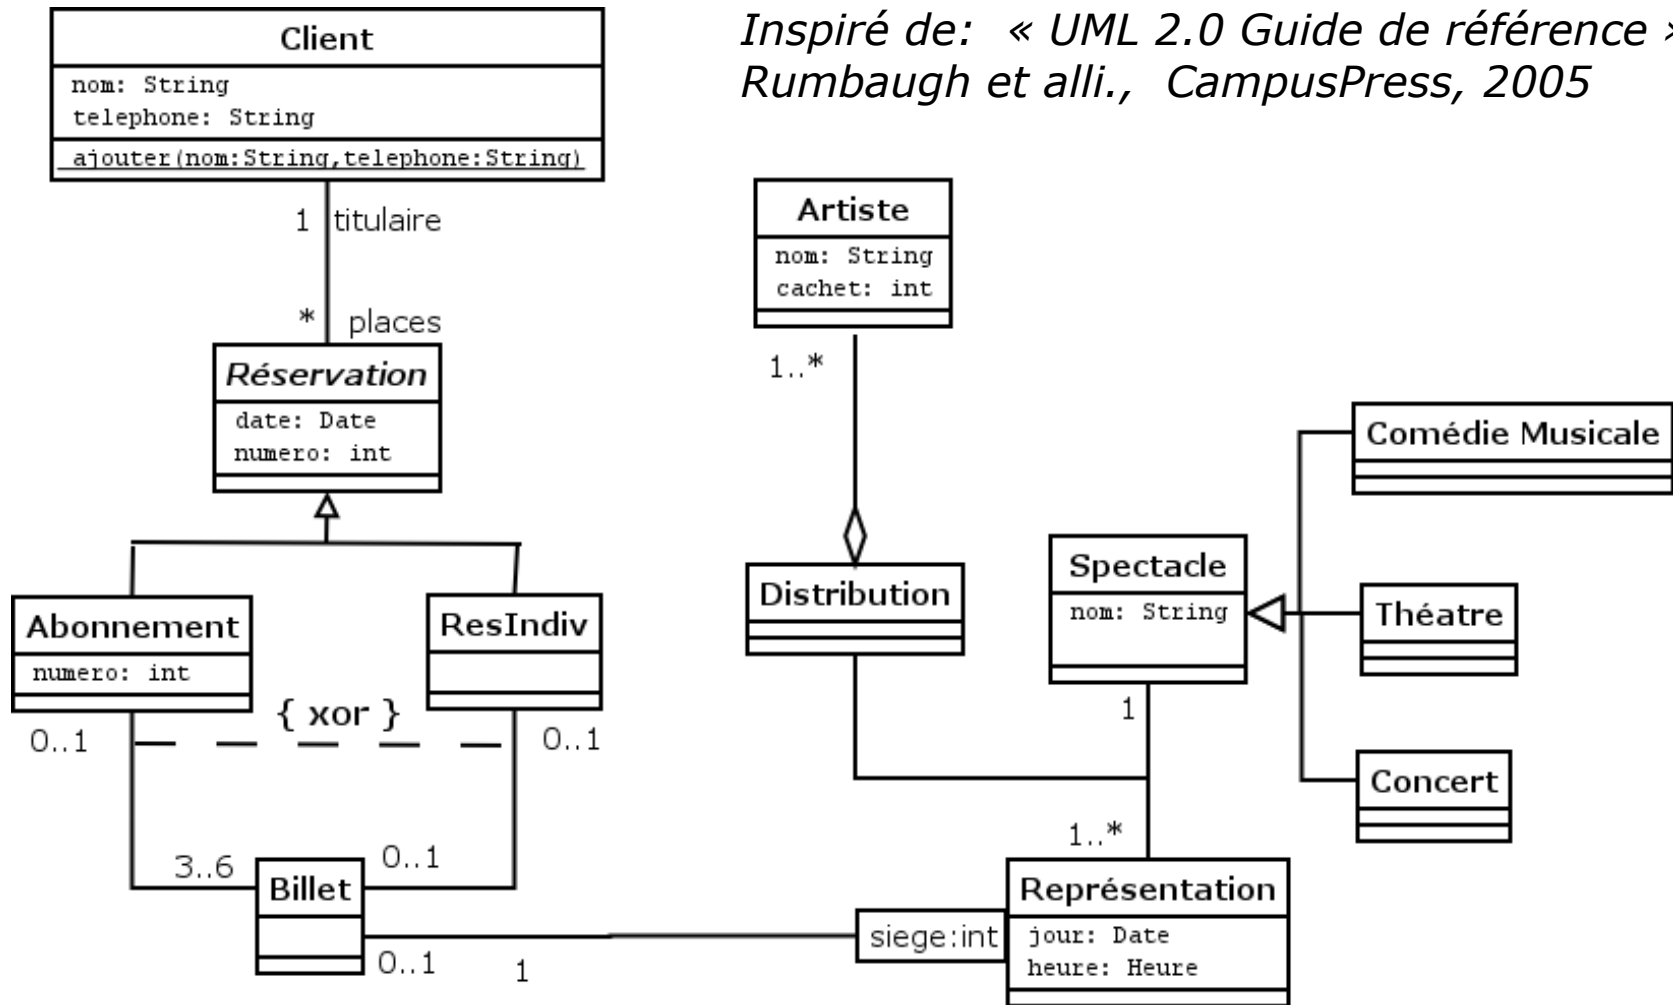 Inspiré de: « UML 2.0 Guide de référence »
Rumbaugh et alli., CampusPress, 2005
Client
nom: String
telephone: String
ajouter(nom:String,telephone:String)
1 titulaire
* places
Réservation
date: Date
numero: int
Abonnement
numero: int
ResIndiv
{ xor }
0..1
0..1
3..6
0..1
Billet
0..1
1
siege:int
Artiste
nom: String
cachet: int
1..*
Distribution
Spectacle
nom: String
1
1..*
Représentation
jour: Date
heure: Heure
Comédie Musicale
Théatre
Concert